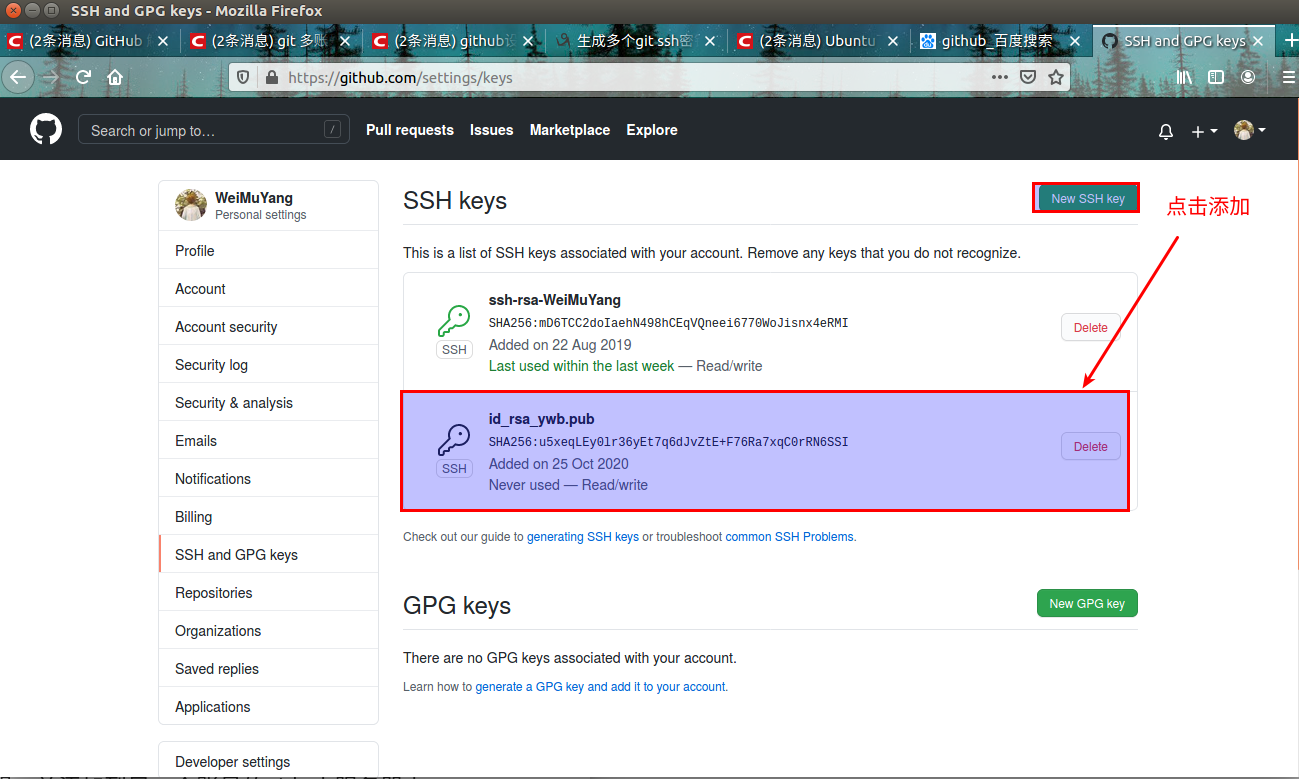 SSH and GPG keys - Mozilla Firefox
(2条消息) GitHub
(2条消息) git 多账
(2条消息) github设
生成多个git ssh密
(2条消息) Ubuntu
github_百度搜索
SSH and GPG keys
https://github.com/settings/keys
Search or jump to…
/
Pull requests
Issues
Marketplace
Explore
WeiMuYang
Personal settings
Profile
Account
Account security
Security log
Security & analysis
Emails
Notifications
Billing
SSH and GPG keys
Repositories
Organizations
Saved replies
Applications
Developer settings
SSH keys
New SSH key
点击添加
This is a list of SSH keys associated with your account. Remove any keys that you do not recognize.
ssh-rsa-WeiMuYang
SHA256:mD6TCC2doIaehN498hCEqVQneei6770WoJisnx4eRMI
SSH
Added on 22 Aug 2019
Last used within the last week — Read/write
Delete
id_rsa_ywb.pub
SHA256:u5xeqLEy0lr36yEt7q6dJvZtE+F76Ra7xqC0rRN6SSI
SSH
Added on 25 Oct 2020
Never used — Read/write
Delete
Check out our guide to generating SSH keys or troubleshoot common SSH Problems.
GPG keys
New GPG key
There are no GPG keys associated with your account.
Learn how to generate a GPG key and add it to your account.